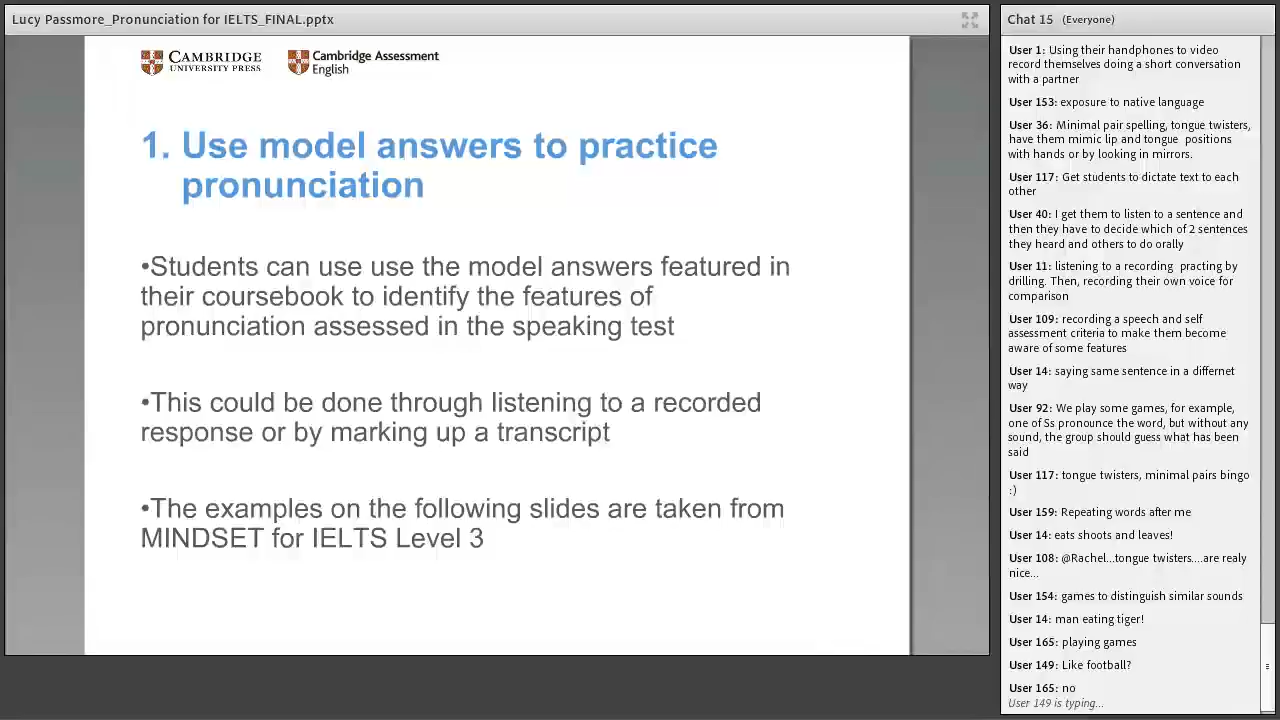 Lucy Passmore_Pronunciation for IELTS_FINAL.pptx
CAMBRIDGE
UNIVERSITY PRESS
Cambridge Assessment
English
1. Use model answers to practice
pronunciation
•Students can use use the model answers featured in
their coursebook to identify the features of
pronunciation assessed in the speaking test
•This could be done through listening to a recorded
response or by marking up a transcript
•The examples on the following slides are taken from
MINDSET for IELTS Level 3
Chat 15 (Everyone)
User 1: Using their handphones to video
record themselves doing a short conversation
with a partner
User 153: exposure to native language
User 36: Minimal pair spelling, tongue twisters,
have them mimic lip and tongue positions
with hands or by looking in mirrors.
User 117: Get students to dictate text to each
other
User 40: I get them to listen to a sentence and
then they have to decide which of 2 sentences
they heard and others to do orally
User 11: listening to a recording practing by
drilling. Then, recording their own voice for
comparison
User 109: recording a speech and self
assessment criteria to make them become
aware of some features
User 14: saying same sentence in a differnet
way
User 92: We play some games, for example,
one of Ss pronounce the word, but without any
sound, the group should guess what has been
said
User 117: tongue twisters, minimal pairs bingo
:)
User 159: Repeating words after me
User 14: eats shoots and leaves!
User 108: @Rachel...tongue twisters....are realy
nice...
User 154: games to distinguish similar sounds
User 14: man eating tiger!
User 165: playing games
User 149: Like football?
User 165: no
User 149 is typing...